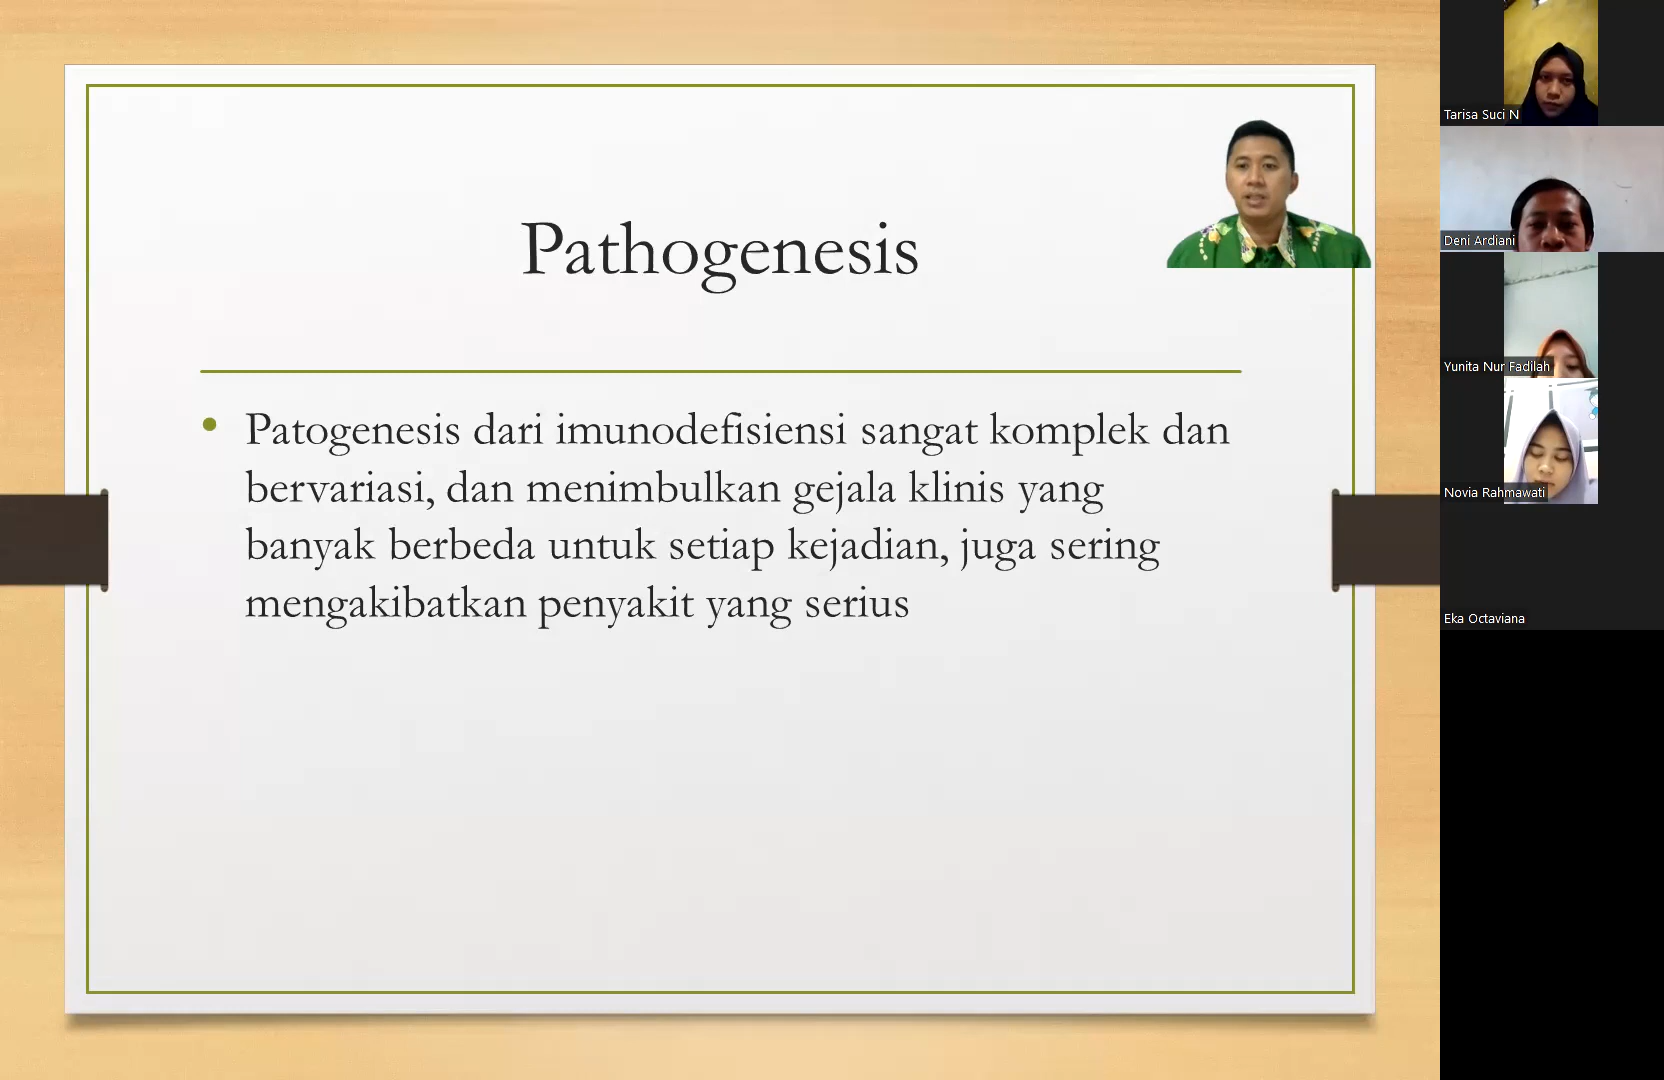 Pathogenesis
• Patogenesis dari imunodefisiensi sangat komplek dan
bervariasi, dan menimbulkan gejala klinis yang
banyak berbeda untuk setiap kejadian, juga sering
mengakibatkan penyakit yang serius
Tarisa Suci N
Deni Ardiani
Yunita Nur Fadilah
Novia Rahmawati
Eka Octaviana